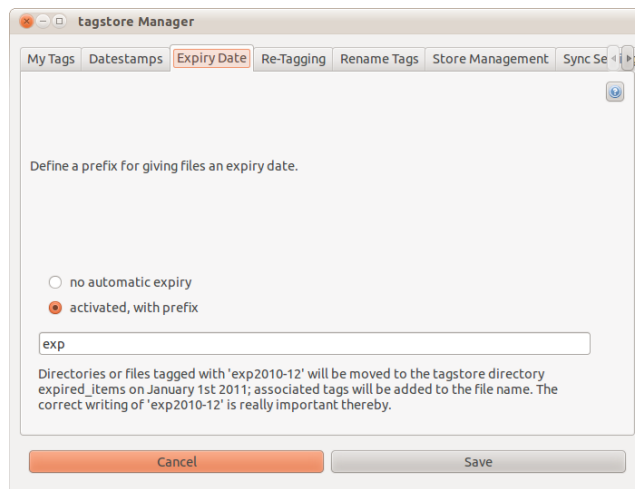 tagstore Manager
My Tags Datestamps Expiry Date Re-Tagging Rename Tags Store Management Sync Se
Define a prefix for giving files an expiry date.
no automatic expiry
activated, with prefix
exp
Directories or files tagged with 'exp2010-12' will be moved to the tagstore directory
expired_items on January 1st 2011; associated tags will be added to the file name. The
correct writing of 'exp2010-12' is really important thereby.
Cancel Save